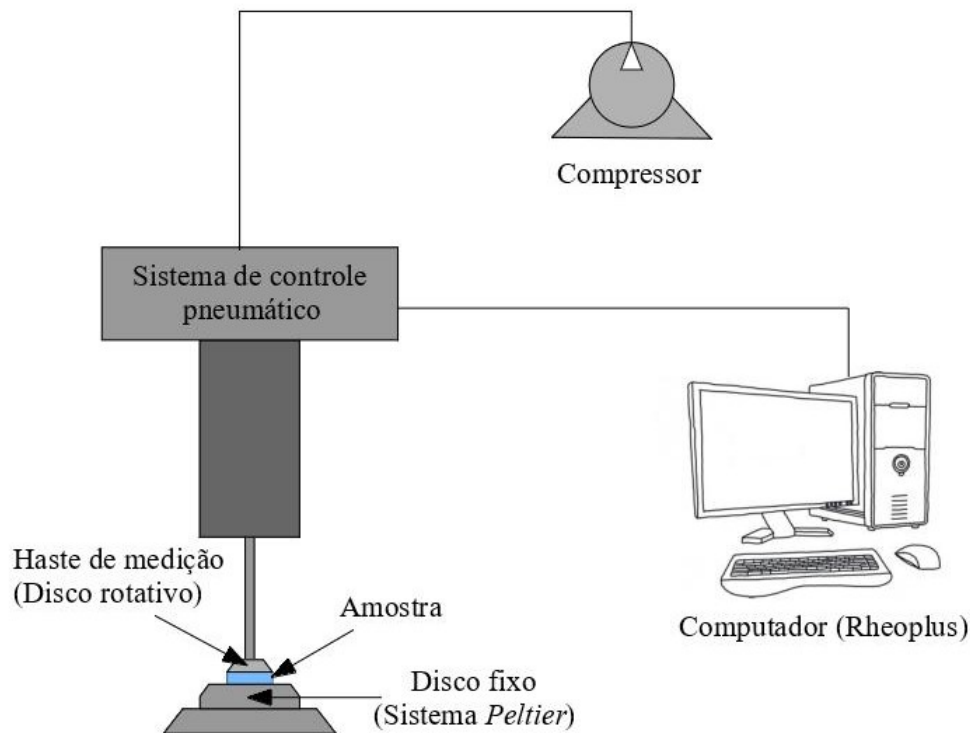 Compressor
Sistema de controle
pneumático
Haste de medição
(Disco rotativo)
Amostra
Computador (Rheoplus)
Disco fixo
(Sistema Peltier)